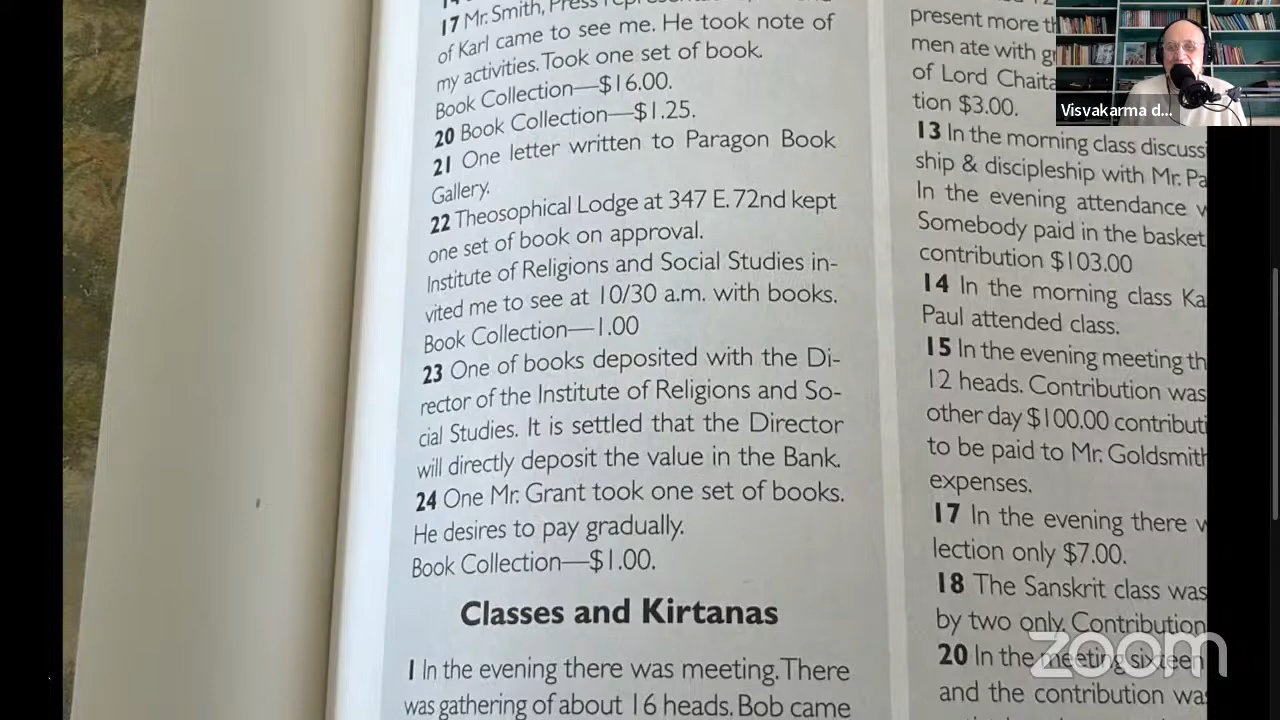 17 Mr. Smith, Press
of Karl came to see me. He took note of
my activities. Took one set of book.
Book Collection—$16.00.
20 Book Collection—$1.25.
21 One letter written to Paragon Book
Gallery.
22 Theosophical Lodge at 347 E. 72nd kept
one set of book on approval.
Institute of Religions and Social Studies in-
vited me to see at 10/30 a.m. with books.
Book Collection—1.00
23 One of books deposited with the Di-
rector of the Institute of Religions and So-
cial Studies. It is settled that the Director
will directly deposit the value in the Bank.
24 One Mr. Grant took one set of books.
He desires to pay gradually.
Book Collection—$1.00.
Classes and Kirtanas
1 In the evening there was meeting. There
was gathering of about 16 heads. Bob came
present more th
men ate with gr
of Lord Chaita
tion $3.00.
13 In the morning class discuss
ship & discipleship with Mr. Pa
In the evening attendance w
Somebody paid in the basket
contribution $103.00
14 In the morning class Ka
Paul attended class.
15 In the evening meeting th
12 heads. Contribution was
other day $100.00 contributi
to be paid to Mr. Goldsmith
expenses.
17 In the evening there w
lection only $7.00.
18 The Sanskrit class was
by two only. Contribution
20 In the meeting sixteen
and the contribution was
Visvakarma d...
zoom